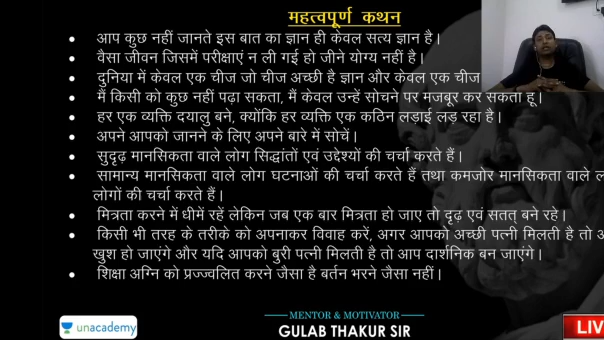 महत्वपूर्ण कथन
• आप कुछ नहीं जानते इस बात का ज्ञान ही केवल सत्य ज्ञान है।
• वैसा जीवन जिसमें परीक्षाएं न ली गई हो जीने योग्य नहीं है।
• दुनिया में केवल एक चीज जो चीज अच्छी है ज्ञान और केवल एक चीज
• मैं किसी को कुछ नहीं पढ़ा सकता, मैं केवल उन्हें सोचने पर मजबूर कर सकता हूं।
• हर एक व्यक्ति दयालु बने, क्योंकि हर व्यक्ति एक कठिन लड़ाई लड़ रहा है।
• अपने आपको जानने के लिए अपने बारे में सोचें।
• सुदृढ़ मानसिकता वाले लोग सिद्धांतों एवं उद्देश्यों की चर्चा करते हैं।
• सामान्य मानसिकता वाले लोग घटनाओं की चर्चा करते हैं तथा कमजोर मानसिकता वाले
लोगों की चर्चा करते हैं।
• मित्रता करने में धीमें रहें लेकिन जब एक बार मित्रता हो जाए तो दृढ़ एवं सतत् बने रहे।
• किसी भी तरह के तरीके को अपनाकर विवाह करें, अगर आपको अच्छी पत्नी मिलती है तो
खुश हो जाएंगे और यदि आपको बुरी पत्नी मिलती है तो आप दार्शनिक बन जाएंगे।
• शिक्षा अग्नि को प्रज्ज्वलित करने जैसा है बर्तन भरने जैसा नहीं।
unacademy
MENTOR & MOTIVATOR
GULAB THAKUR SIR
LIV